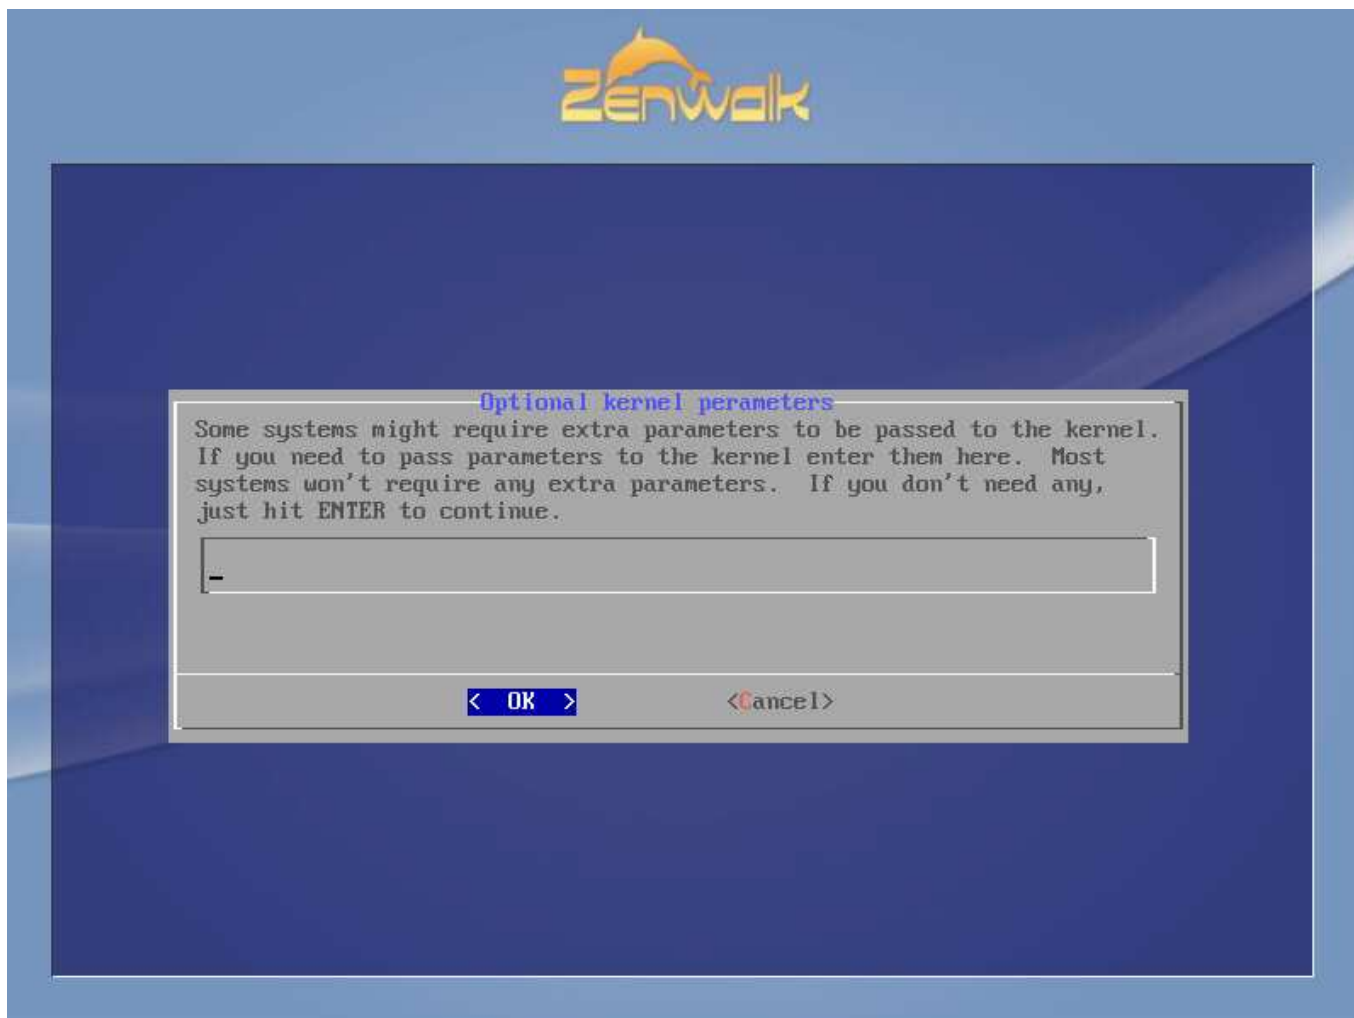 Zenwalk
Optional kernel perameters
Some systems might require extra parameters to be passed to the kernel.
If you need to pass parameters to the kernel enter them here.  Most
systems won't require any extra parameters.  If you don't need any,
just hit ENTER to continue.
< OK > <Cancel>